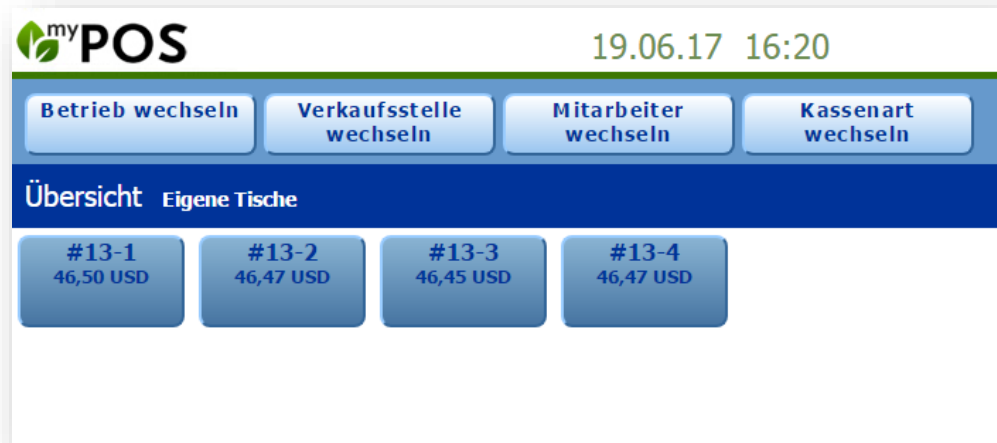 myPOS
19.06.17 16:20
Betrieb wechseln
Verkaufsstelle
wechseln
Mitarbeiter
wechseln
Kassenart
wechseln
Übersicht Eigene Tische
#13-1
46,50 USD
#13-2
46,47 USD
#13-3
46,45 USD
#13-4
46,47 USD